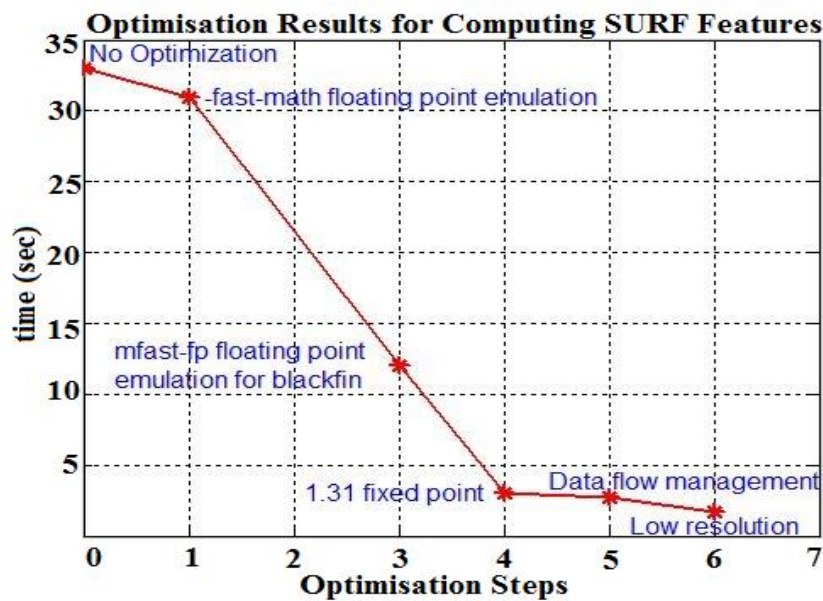 Optimisation Results for Computing SURF Features
35
No Optimization
30
-fast-math floating point emulation
25
20
time (sec)
15
mfast-fp floating point
emulation for blackfin
10
5
1.31 fixed point
Data flow management
Low resolution
0 1 2 3 4 5 6 7
Optimisation Steps